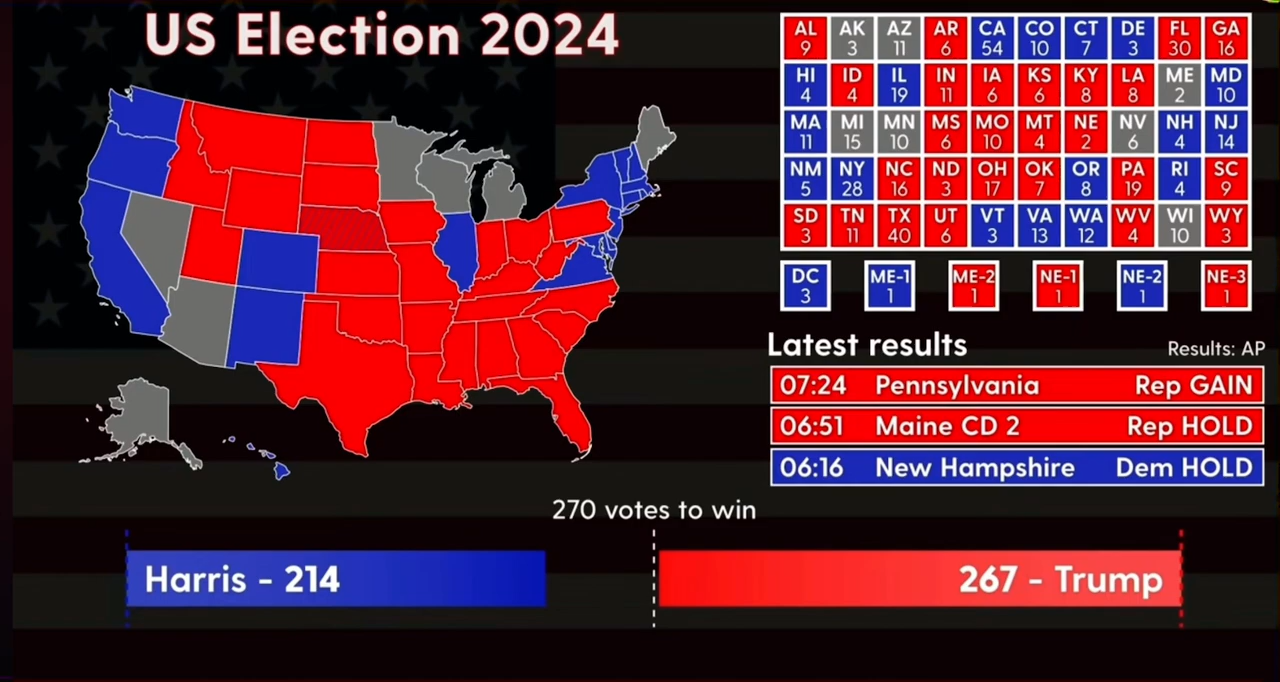 US Election 2024
AL AK AZ AR CA CO CT DE FL GA
9 3 11 6 54 10 7 3 30 16
HI ID IL IN IA KS KY LA ME MD
4 4 19 11 6 6 8 8 2 10
MA MI MN MS MO MT NE NV NH NJ
11 15 10 6 10 4 2 6 4 14
NM NY NC ND OH OK OR PA RI SC
5 28 16 3 17 7 8 19 4 9
SD TN TX UT VT VA WA WV WI WY
3 11 40 6 3 13 12 4 10 3
DC ME-1 ME-2 NE-1 NE-2 NE-3
3 1 1 1 1 1
Latest results Results: AP
07:24 Pennsylvania Rep GAIN
06:51 Maine CD 2 Rep HOLD
06:16 New Hampshire Dem HOLD
270 votes to win
Harris - 214 267 - Trump